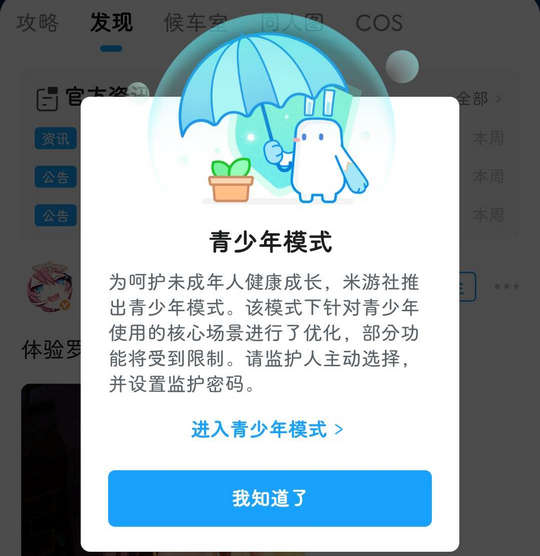 攻略 发现 候车室 同人图 COS
官方资讯 全部 >
资讯 本周
公告 本周
公告 本周
体验罗
青少年模式
为呵护未成年人健康成长，米游社推
出青少年模式。该模式下针对青少年
使用的核心场景进行了优化，部分功
能将受到限制。请监护人主动选择，
并设置监护密码。
进入青少年模式 >
我知道了